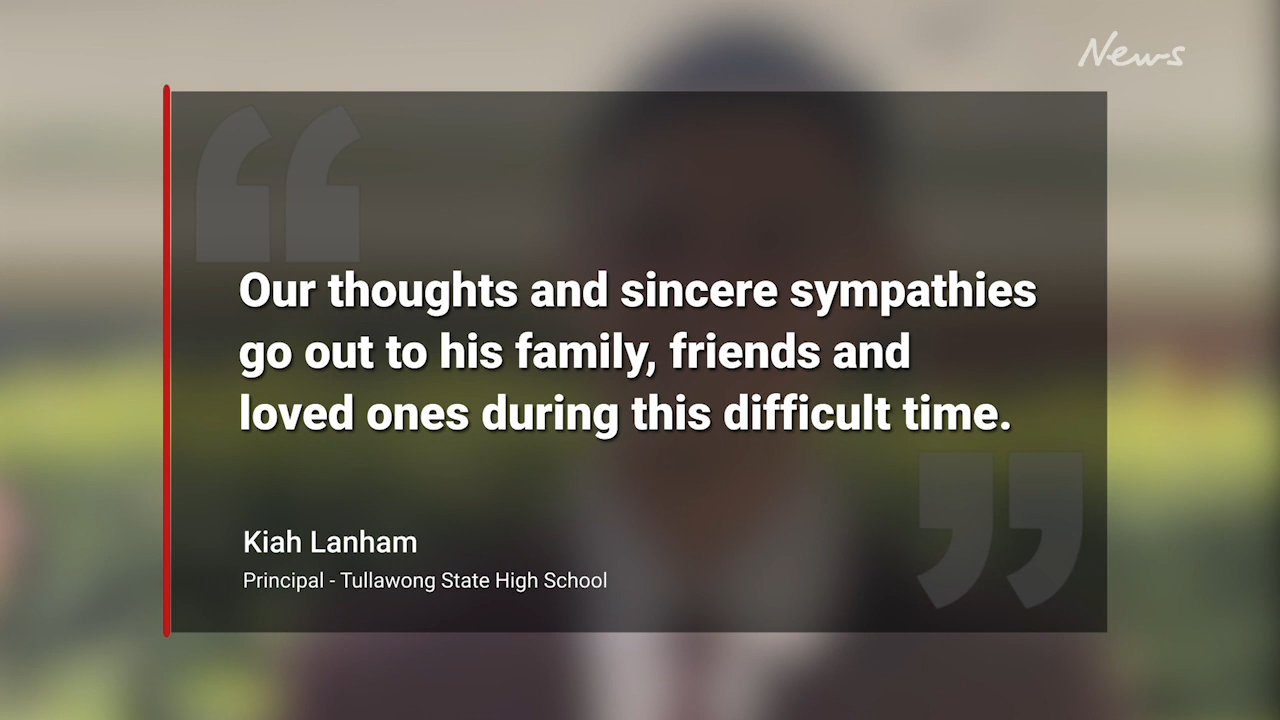 News
Our thoughts and sincere sympathies
go out to his family, friends and
loved ones during this difficult time.
Kiah Lanham
Principal - Tullawong State High School